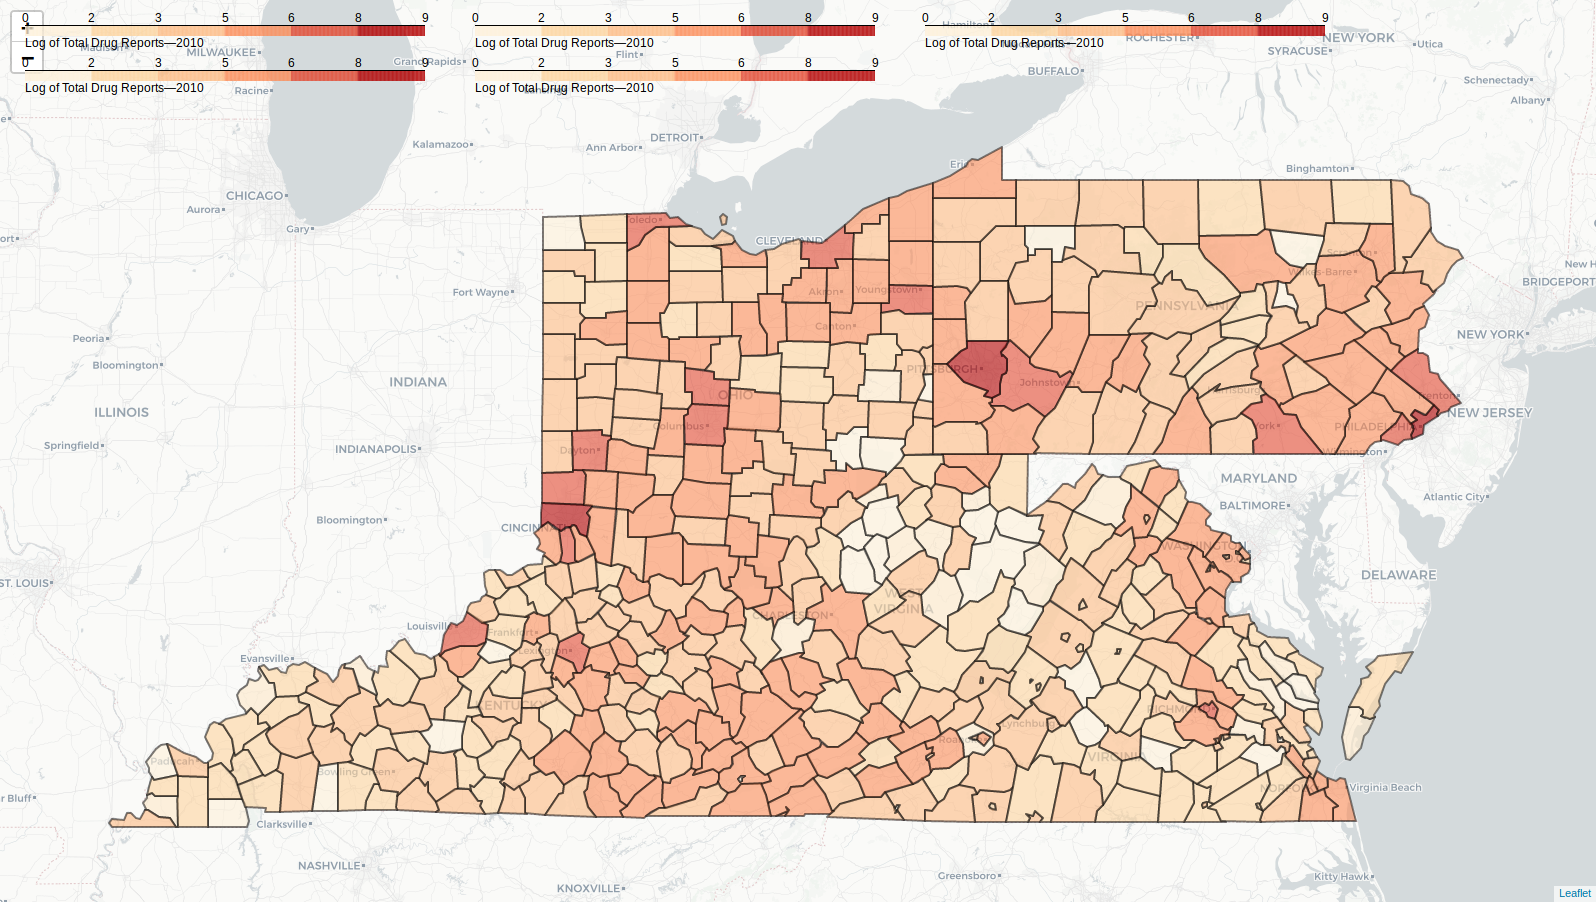 0 2 3 5 6 8 9
Log of Total Drug Reports—2010
0 2 3 5 6 8 9
Log of Total Drug Reports—2010
0 2 3 5 6 8 9
Log of Total Drug Reports—2010
0 2 3 5 6 8 9
Log of Total Drug Reports—2010
0 2 3 5 6 8 9
Log of Total Drug Reports—2010
Madison
MILWAUKEE
Grand Rapids
Flint
Lansing
Hamilton
ROCHESTER
NEW YORK
SYRACUSE
Utica
BUFFALO
Schenectady
Albany
Racine
DETROIT
Kalamazoo
Ann Arbor
Erie
Binghamton
CHICAGO
Aurora
Gary
Toledo
CLEVELAND
Scranton
Wilkes-Barre
Fort Wayne
Akron
Youngstown
Canton
PENNSYLVANIA
BRIDGEPORT
NEW YORK
Peoria
Bloomington
PITTSBURGH
Johnstown
Harrisburg
Trenton
INDIANA
OHIO
ILLINOIS
NEW JERSEY
Columbus
York
PHILADELPHIA
Springfield
INDIANAPOLIS
Dayton
Wilmington
MARYLAND
BALTIMORE
Atlantic City
Bloomington
CINCINNATI
WASHINGTON
DELAWARE
ST. LOUIS
WEST
VIRGINIA
CHARLESTON
Louisville
Frankfort
Lexington
Evansville
KENTUCKY
RICHMOND
Lynchburg
Roanoke
VIRGINIA
Paducah
Bowling Green
NORFOLK
Virginia Beach
Clarksville
NASHVILLE
KNOXVILLE
Greensboro
Kitty Hawk
Leaflet